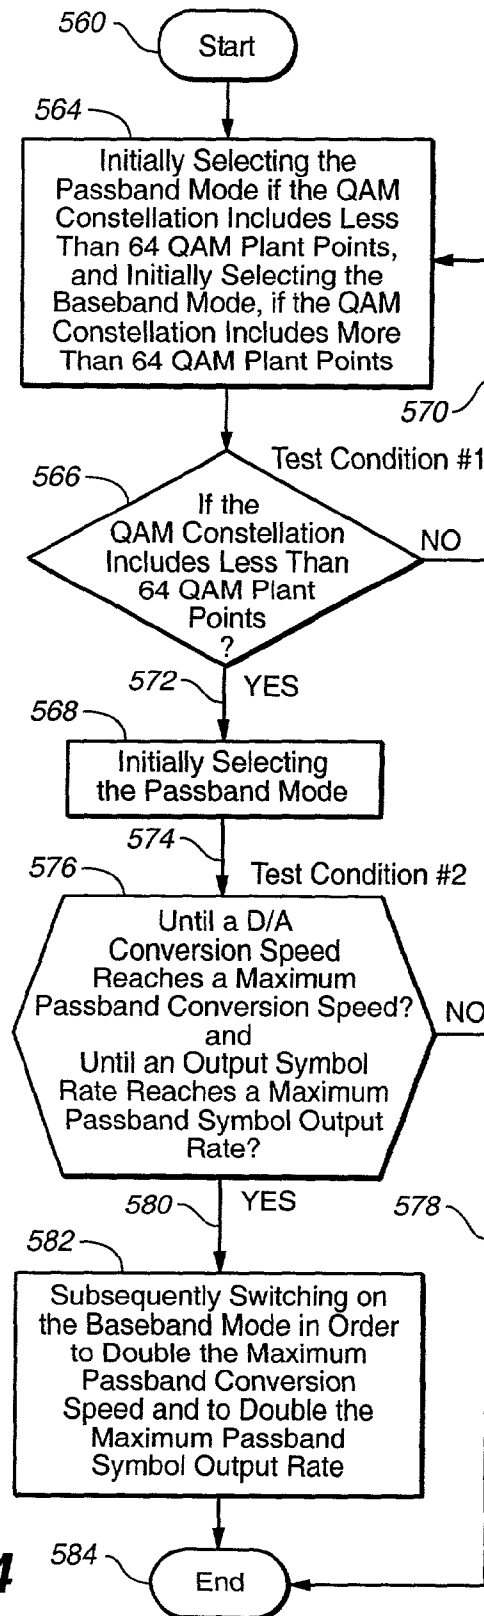 560
Start
564
Initially Selecting the
Passband Mode if the QAM
Constellation Includes Less
Than 64 QAM Plant Points,
and Initially Selecting the
Baseband Mode, if the QAM
Constellation Includes More
Than 64 QAM Plant Points
570
Test Condition #1
566
If the
QAM Constellation
Includes Less Than
64 QAM Plant
Points
?
NO
572
YES
568
Initially Selecting
the Passband Mode
574
576
Test Condition #2
Until a D/A
Conversion Speed
Reaches a Maximum
Passband Conversion Speed?
and
Until an Output Symbol
Rate Reaches a Maximum
Passband Symbol Output
Rate?
NO
580
YES
578
582
Subsequently Switching on
the Baseband Mode in Order
to Double the Maximum
Passband Conversion
Speed and to Double the
Maximum Passband
Symbol Output Rate
4
584
End